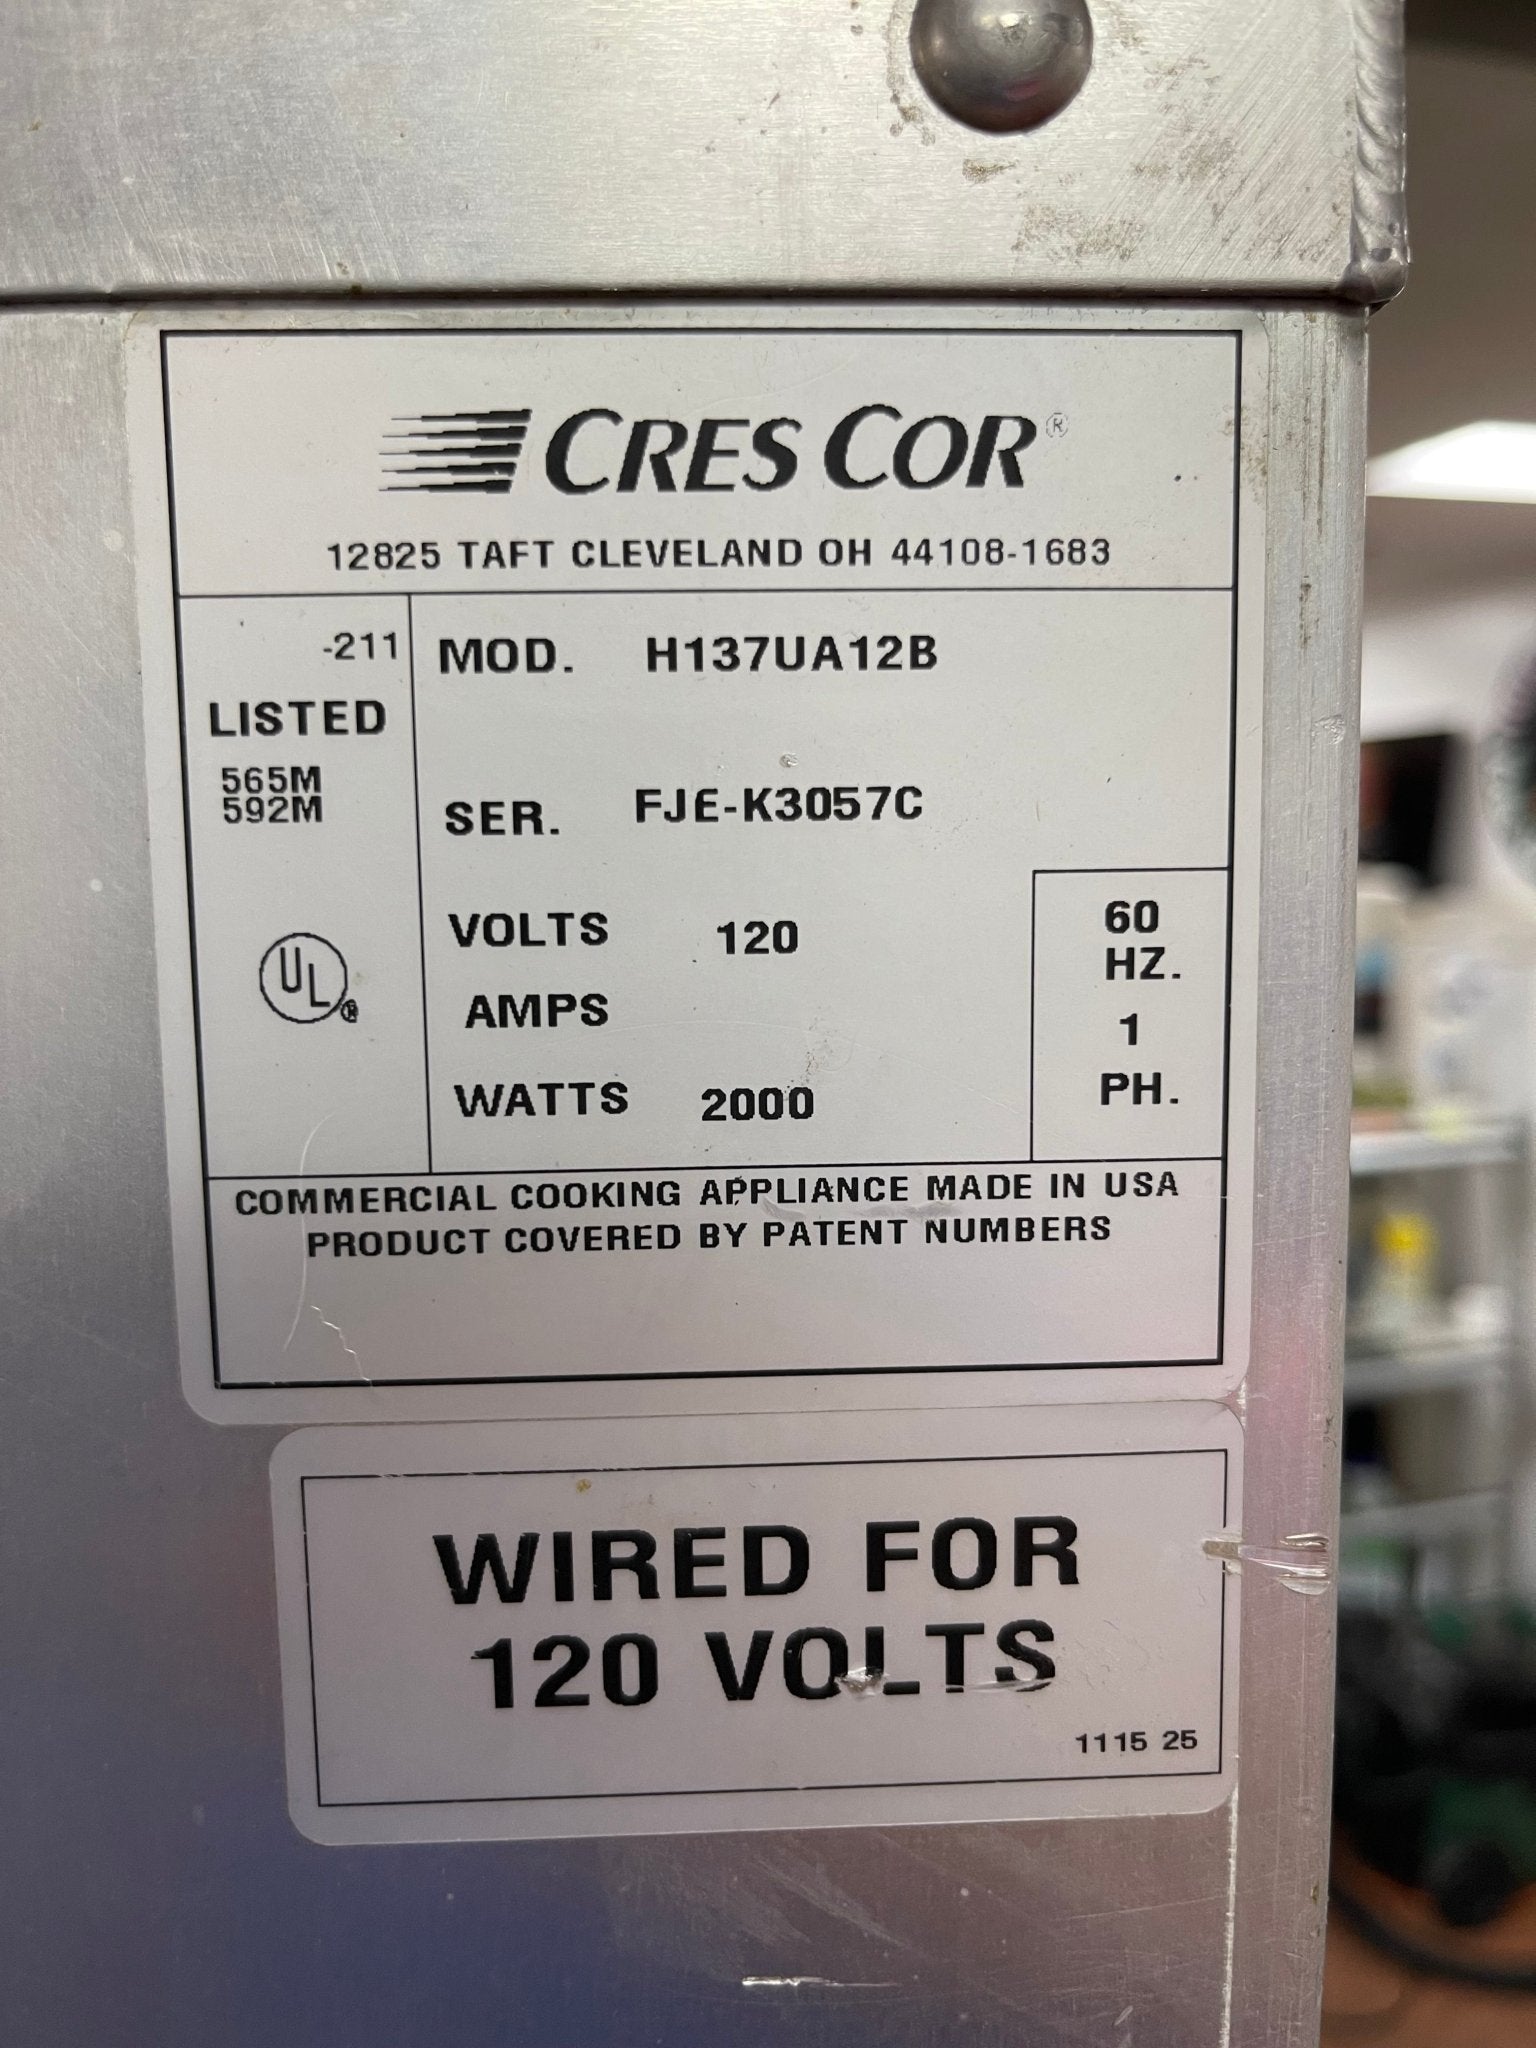 CRES COR®
12825 TAFT CLEVELAND OH 44108-1683
-211
LISTED
565M
592M
UL®
MOD. H137UA12B
SER. FJE-K3057C
VOLTS 120
AMPS
WATTS 2000
60
HZ.
1
PH.
COMMERCIAL COOKING APPLIANCE MADE IN USA
PRODUCT COVERED BY PATENT NUMBERS
WIRED FOR
120 VOLTS
1115 25